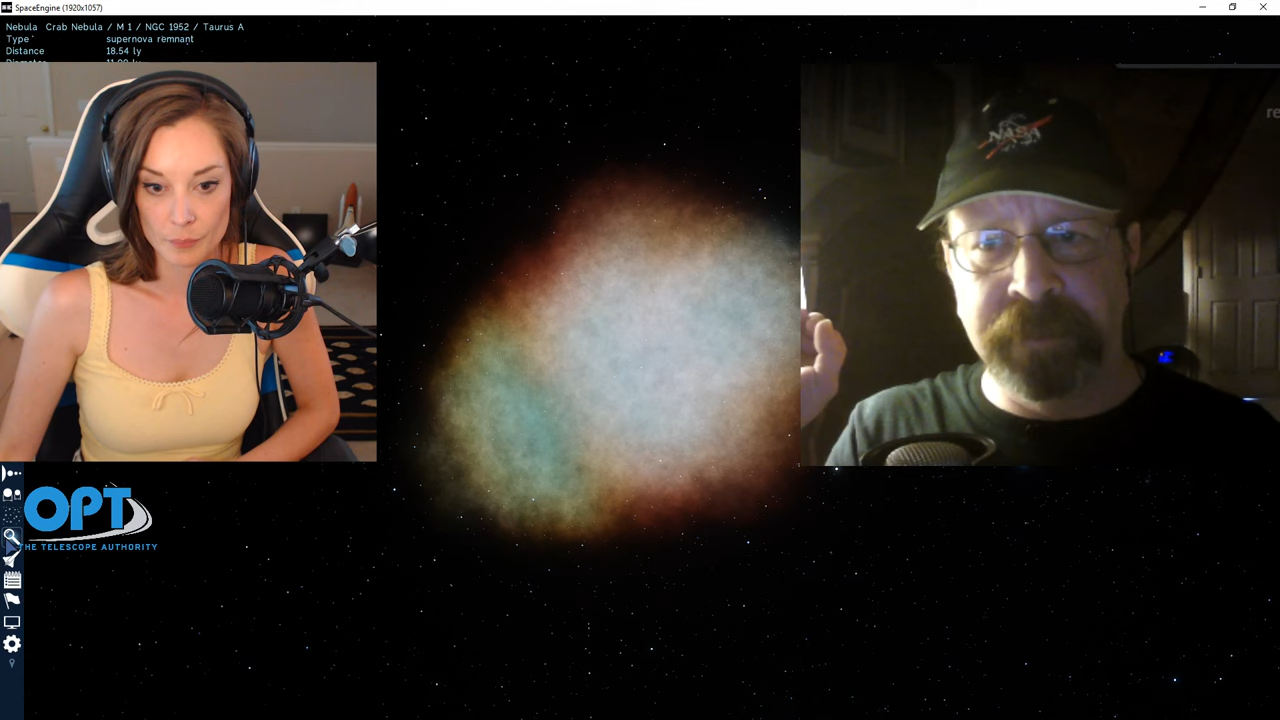 SpaceEngine (1920x1057)
Nebula Crab Nebula / M 1 / NGC 1952 / Taurus A
Type supernova remnant
Distance 18.54 ly
NASA
re
OPT
THE TELESCOPE AUTHORITY